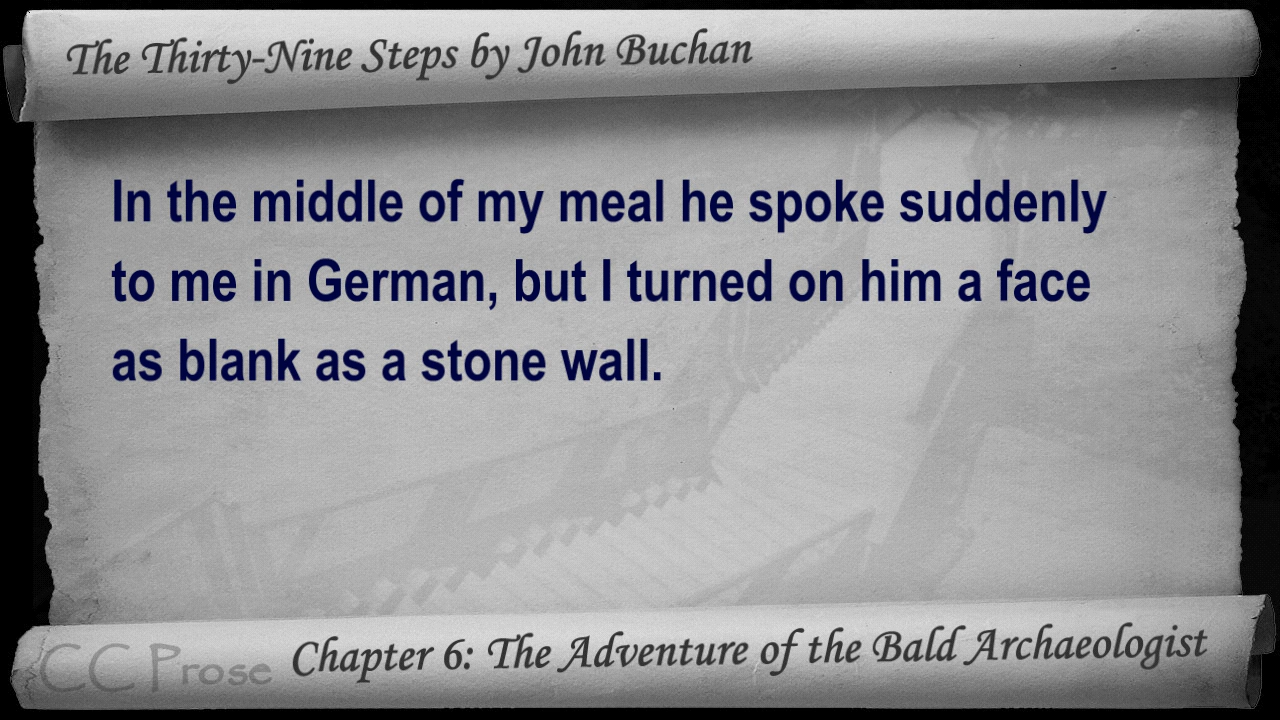 The Thirty-Nine Steps by John Buchan
In the middle of my meal he spoke suddenly
to me in German, but I turned on him a face
as blank as a stone wall.
CC Prose
Chapter 6: The Adventure of the Bald Archaeologist